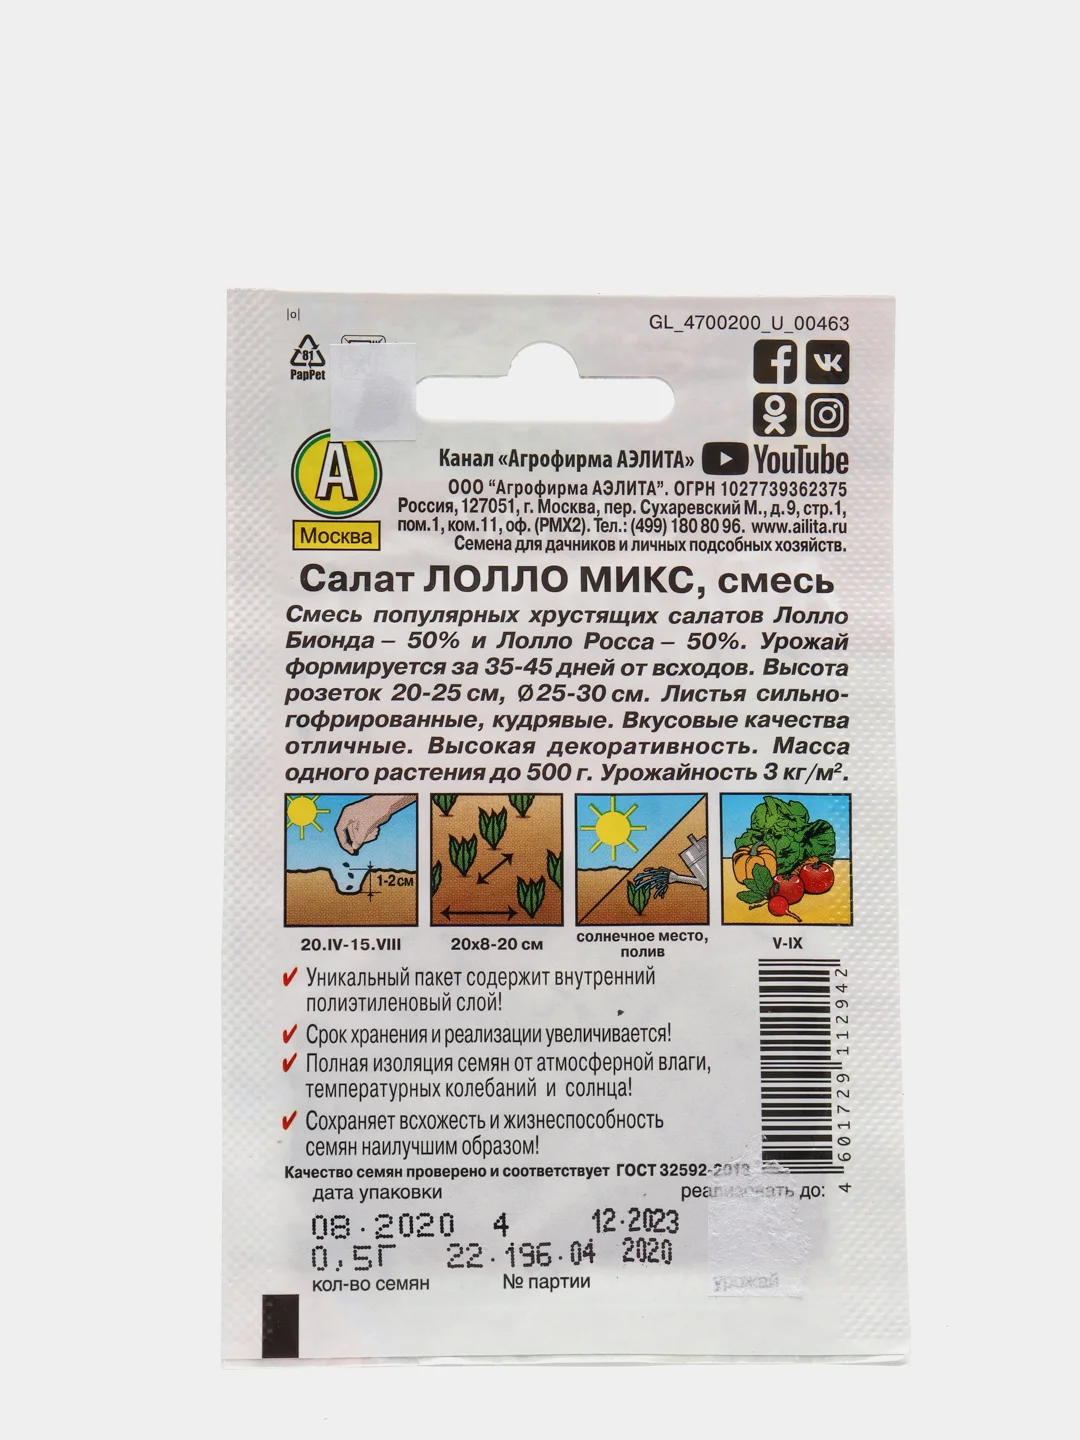 |o|
GL_4700200_U_00463
81
PapPet
А
Москва
Канал «Агрофирма АЭЛИТА» YouTube
ООО “Агрофирма АЭЛИТА”. ОГРН 1027739362375
Россия, 127051, г. Москва, пер. Сухаревский М., д.9, стр.1,
пом.1, ком.11, оф. (РМХ2). Тел.: (499) 180 80 96. www.ailita.ru
Семена для дачников и личных подсобных хозяйств.
Салат ЛОЛЛО МИКС, смесь
Смесь популярных хрустящих салатов Лолло
Бионда – 50% и Лолло Росса – 50%. Урожай
формируется за 35-45 дней от всходов. Высота
розеток 20-25 см, Ø25-30 см. Листья сильно-
гофрированные, кудрявые. Вкусовые качества
отличные. Высокая декоративность. Масса
одного растения до 500 г. Урожайность 3 кг/м².
1-2 см
20.IV-15.VIII
20х8-20 см
солнечное место,
полив
V-IX
Уникальный пакет содержит внутренний
полиэтиленовый слой!
Срок хранения и реализации увеличивается!
Полная изоляция семян от атмосферной влаги,
температурных колебаний и солнца!
Сохраняет всхожесть и жизнеспособность
семян наилучшим образом!
4 601729 112942
Качество семян проверено и соответствует ГОСТ 32592-2013
дата упаковки реализовать до:
08.2020 4 12.2023
0,5Г 22.196.04 2020
кол-во семян № партии урожай